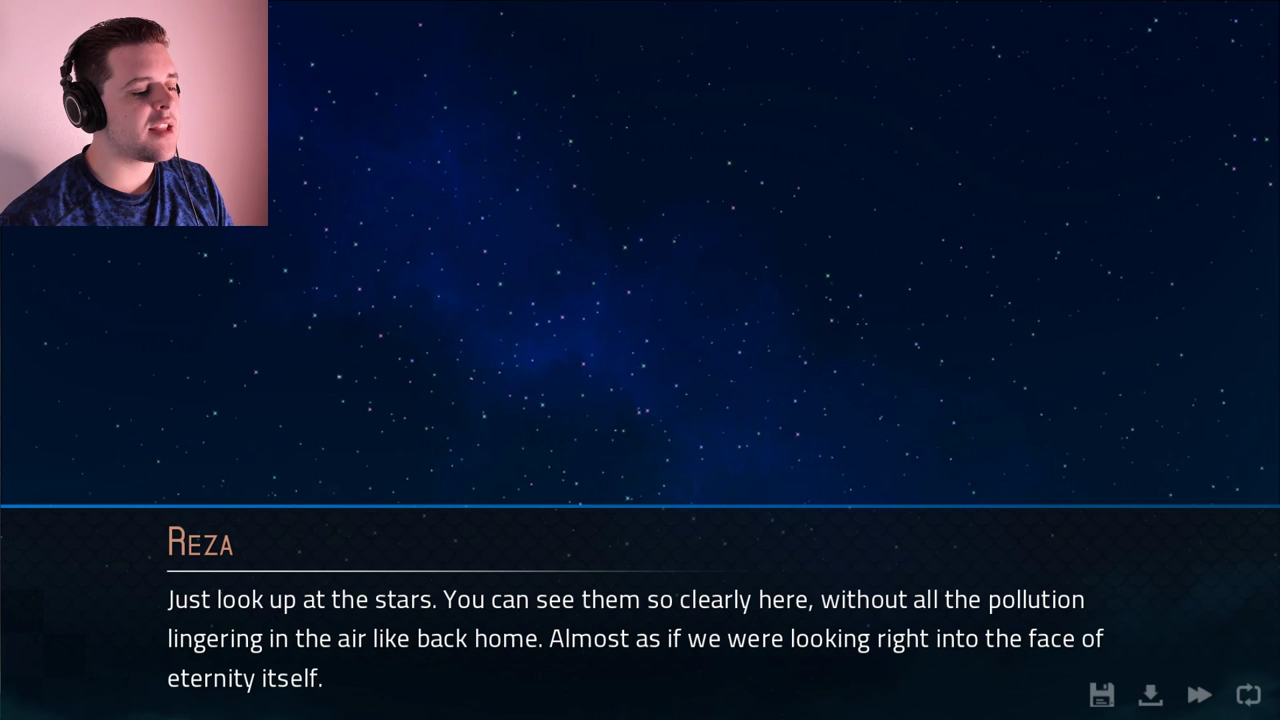 Reza
Just look up at the stars. You can see them so clearly here, without all the pollution
lingering in the air like back home. Almost as if we were looking right into the face of
eternity itself.